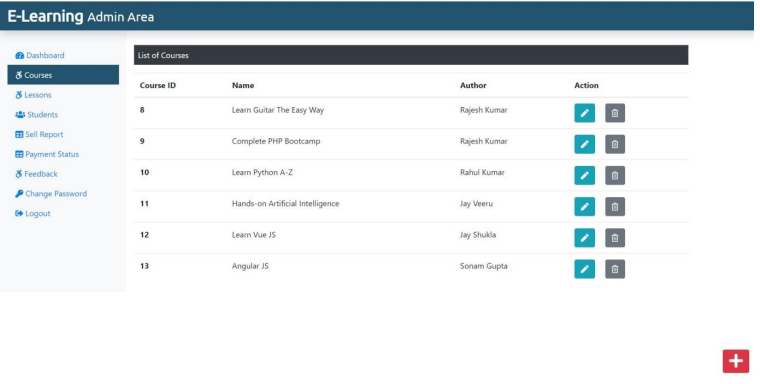 E-Learning Admin Area
Dashboard
Courses
Lessons
Students
Sell Report
Payment Status
Feedback
Change Password
Logout
List of Courses
Course ID Name Author Action
8 Learn Guitar The Easy Way Rajesh Kumar
9 Complete PHP Bootcamp Rajesh Kumar
10 Learn Python A-Z Rahul Kumar
11 Hands-on Artificial Intelligence Jay Veeru
12 Learn Vue JS Jay Shukla
13 Angular JS Sonam Gupta